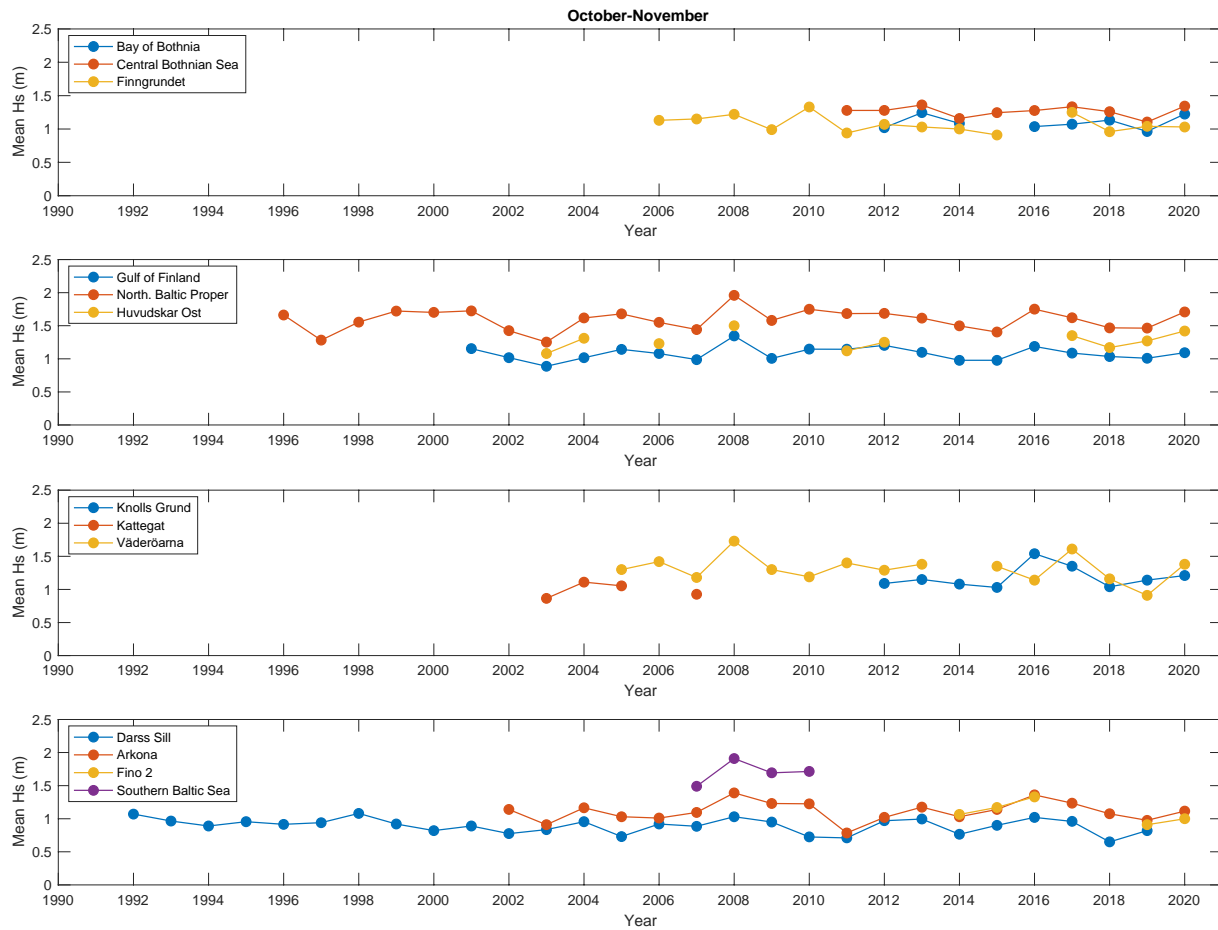 October-November
2.5
Bay of Bothnia
2
Central Bothnian Sea
Finngrundet
1.5
Mean Hs (m)
1
0.5
0
1990 1992 1994 1996 1998 2000 2002 2004 2006 2008 2010 2012 2014 2016 2018 2020
Year
2.5
Gulf of Finland
2
North. Baltic Proper
Huvudskar Ost
1.5
Mean Hs (m)
1
0.5
0
1990 1992 1994 1996 1998 2000 2002 2004 2006 2008 2010 2012 2014 2016 2018 2020
Year
2.5
Knolls Grund
2
Kattegat
Väderöarna
1.5
Mean Hs (m)
1
0.5
0
1990 1992 1994 1996 1998 2000 2002 2004 2006 2008 2010 2012 2014 2016 2018 2020
Year
2.5
Darss Sill
Arkona
2
Fino 2
Southern Baltic Sea
1.5
Mean Hs (m)
1
0.5
0
1990 1992 1994 1996 1998 2000 2002 2004 2006 2008 2010 2012 2014 2016 2018 2020
Year